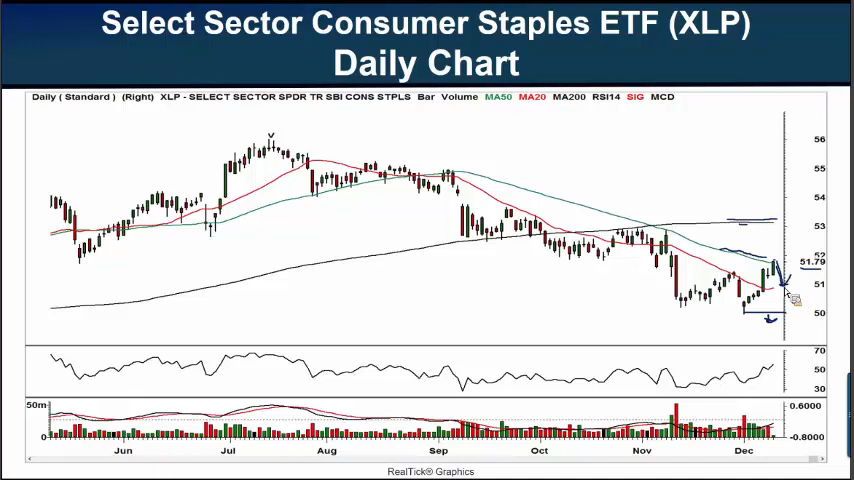 Select Sector Consumer Staples ETF (XLP)
Daily Chart
Daily ( Standard ) (Right) XLP - SELECT SECTOR SPDR TR SBI CONS STPLS Bar Volume MA50 MA20 MA200 RSI14 SIG MCD
56
55
54
53
52
51.79
51
50
70
50
30
50m
0.6000
0
-0.8000
Jun Jul Aug Sep Oct Nov Dec
RealTick® Graphics